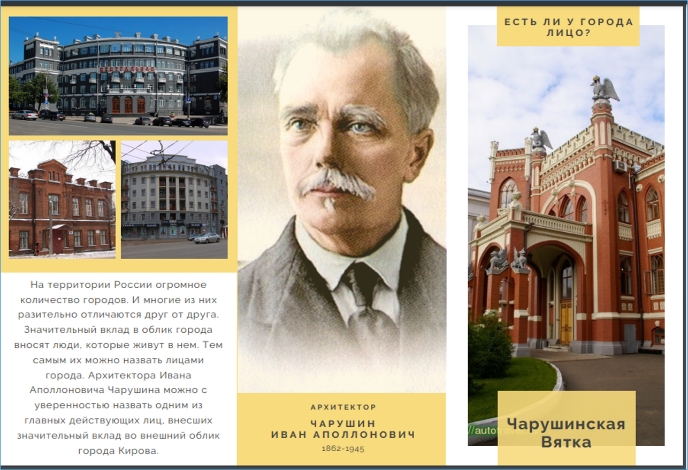 На территории России огромное
количество городов. И многие из них
разительно отличаются друг от друга.
Значительный вклад в облик города
вносят люди, которые живут в нем. Тем
самым их можно назвать лицами
города. Архитектора Ивана
Аполлоновича Чарушина можно с
уверенностью назвать одним из
главных действующих лиц, внесших
значительный вклад во внешний облик
города Кирова.
АРХИТЕКТОР
ЧАРУШИН
ИВАН АПОЛЛОНОВИЧ
1862-1945
ЕСТЬ ЛИ У ГОРОДА
ЛИЦО?
//auto
Чарушинская
Вятка